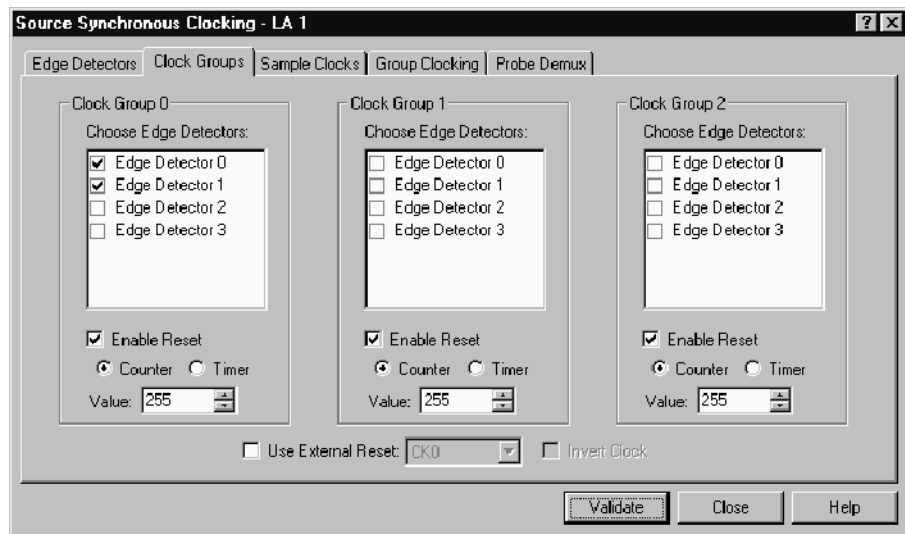 Source Synchronous Clocking - LA 1
Edge Detectors Clock Groups Sample Clocks Group Clocking Probe Demux
Clock Group 0
Choose Edge Detectors:
Edge Detector 0
Edge Detector 1
Edge Detector 2
Edge Detector 3
Enable Reset
Counter Timer
Value: 255
Clock Group 1
Choose Edge Detectors:
Edge Detector 0
Edge Detector 1
Edge Detector 2
Edge Detector 3
Enable Reset
Counter Timer
Value: 255
Clock Group 2
Choose Edge Detectors:
Edge Detector 0
Edge Detector 1
Edge Detector 2
Edge Detector 3
Enable Reset
Counter Timer
Value: 255
Use External Reset: CK0 Invert Clock
Validate Close Help